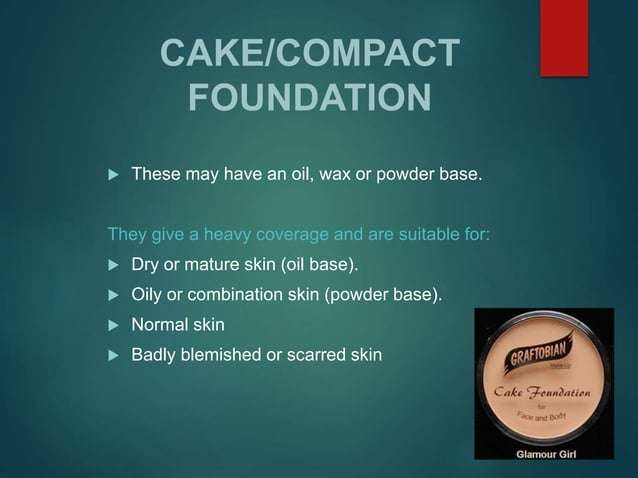 CAKE/COMPACT
FOUNDATION
These may have an oil, wax or powder base.
They give a heavy coverage and are suitable for:
Dry or mature skin (oil base).
Oily or combination skin (powder base).
Normal skin
Badly blemished or scarred skin
GRAFTOBIAN
Cake Foundation
for
Face and Body
Glamour Girl